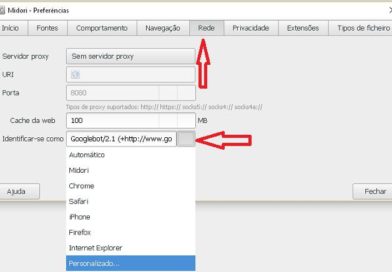 Midori - Preferências
Início Fontes Comportamento Navegação Rede Privacidade Extensões Tipos de ficheiro
Servidor proxy Sem servidor proxy
URI
Porta 8080
Tipos de proxy suportados: http:// https:// socks5:// socks4:// socks4a://
Cache da web 100 MB
Identificar-se como Googlebot/2.1 (+http://www.go
Automático
Midori
Chrome
Safari
iPhone
Firefox
Internet Explorer
Personalizado...
Ajuda Fechar